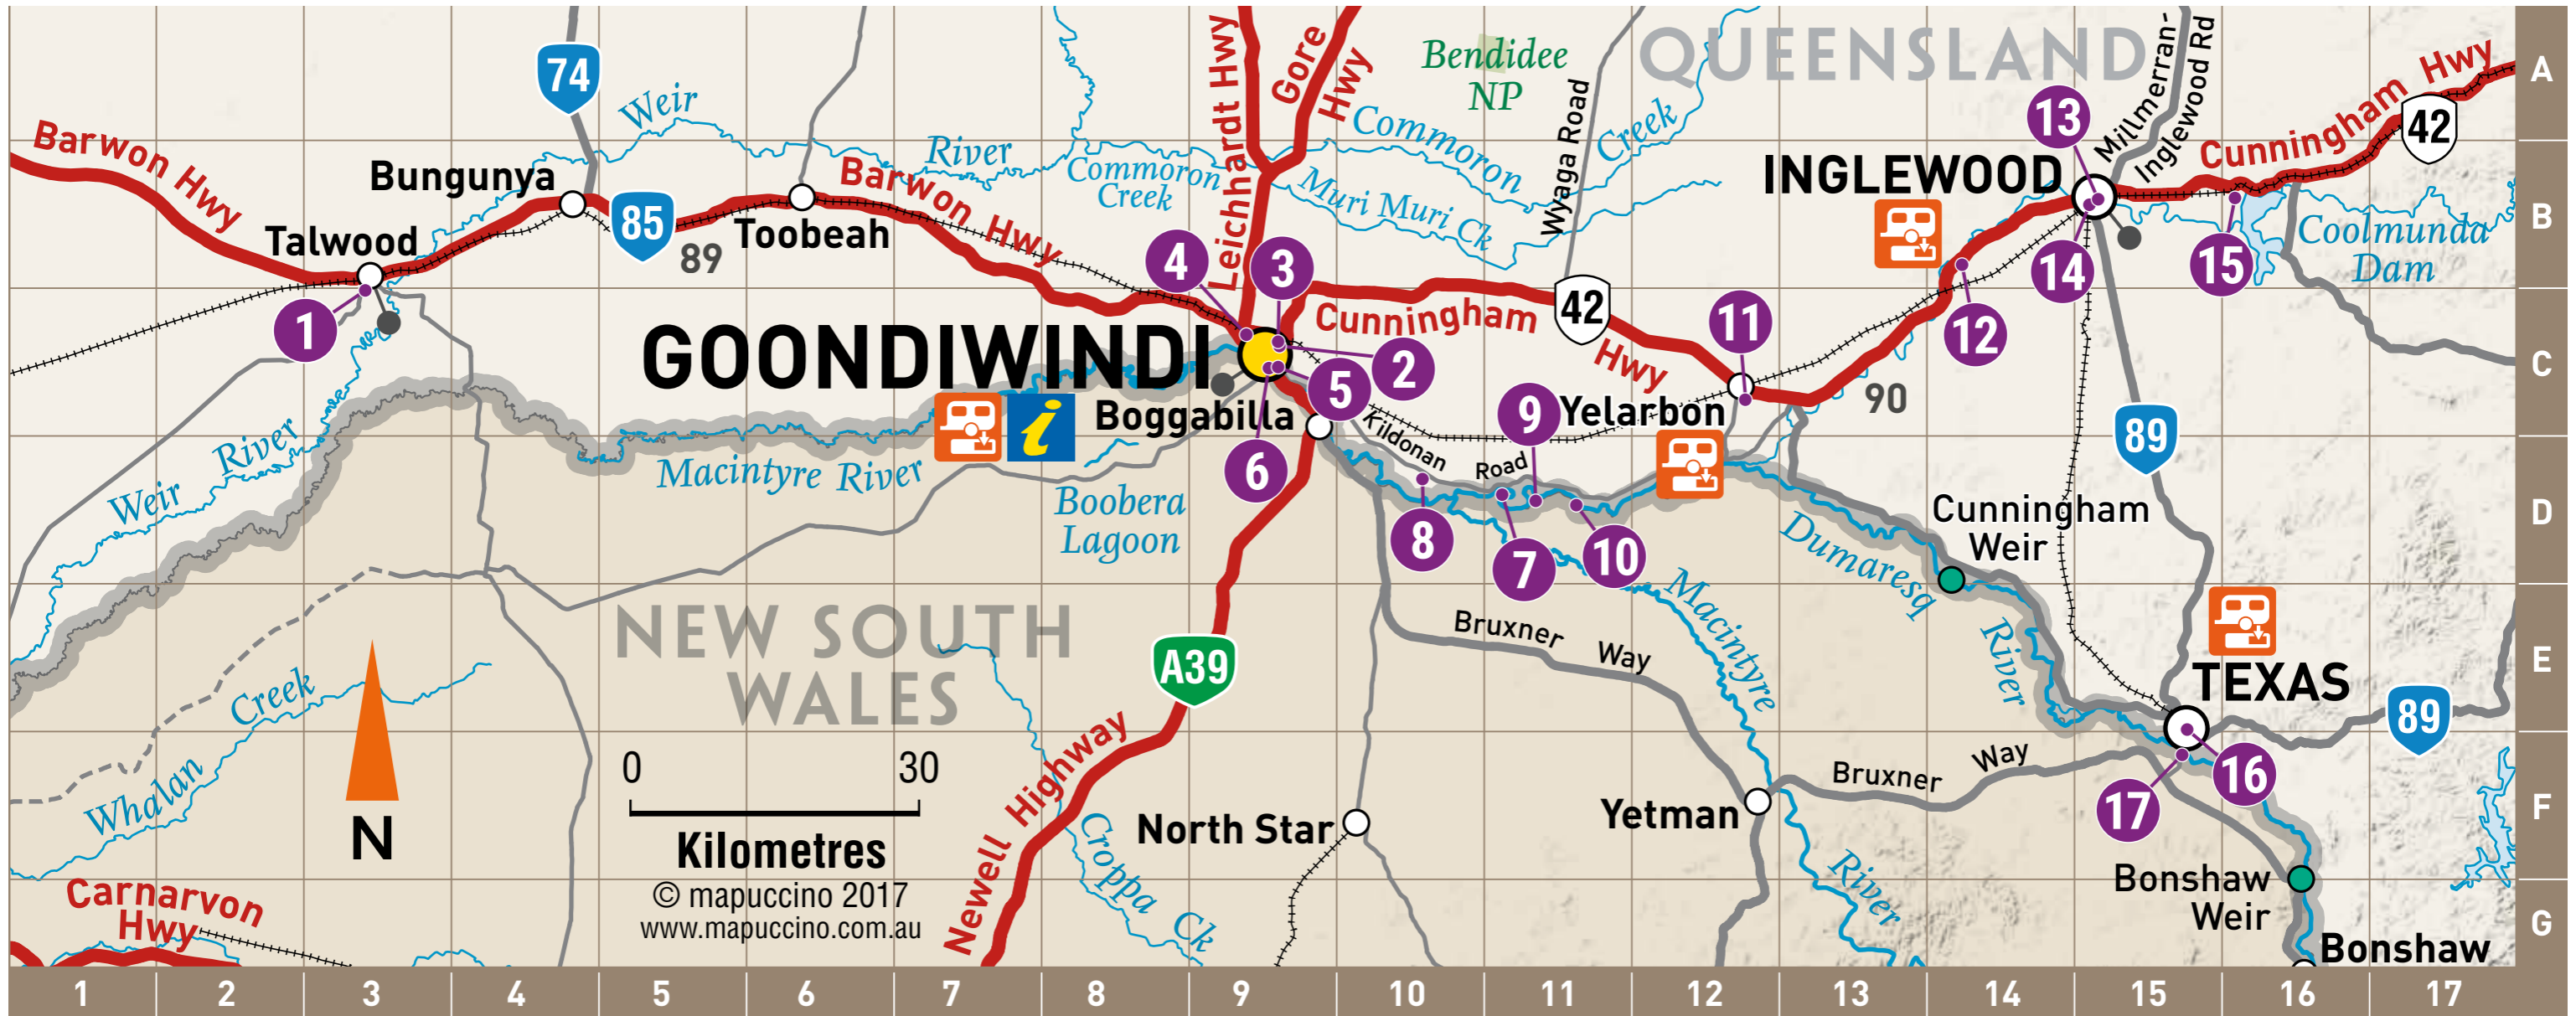 QUEENSLAND
Bendidee
NP
Leichhardt Hwy
Gore
Hwy
74
Weir
River
Commoron
Creek
Commoron
Creek
Muri Muri Ck
Wyaga Road
Millmerran-
Inglewood Rd
Cunningham Hwy
42
A
Barwon Hwy
Bungunya
85
89
Toobeah
Barwon Hwy
Talwood
INGLEWOOD
13
14
15
12
Coolmunda
Dam
B
1
4
3
GOONDIWINDI
2
5
6
i
Boggabilla
Cunningham
Hwy
42
11
Yelarbon
90
89
C
Weir
River
Macintyre River
Boobera
Lagoon
Kildonan
Road
9
8
7
10
Dumaresq
River
Cunningham
Weir
D
NEW SOUTH
WALES
A39
Bruxner
Way
Macintyre
River
TEXAS
89
E
Whalan
Creek
N
0
30
Kilometres
© mapuccino 2017
www.mapuccino.com.au
Newell Highway
Croppa Ck
North Star
Yetman
Bruxner
Way
16
17
F
Carnarvon
Hwy
Bonshaw
Weir
Bonshaw
G
1
2
3
4
5
6
7
8
9
10
11
12
13
14
15
16
17